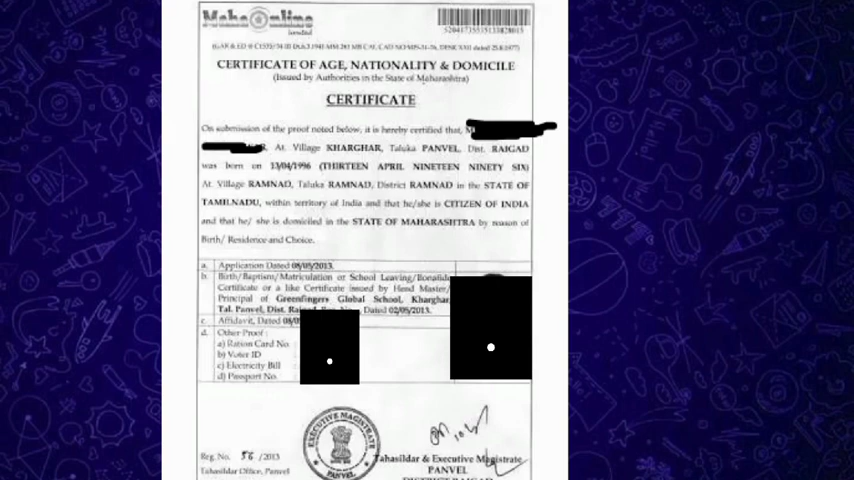 MahaOnline
Limited
52041735515133828015
CERTIFICATE OF AGE, NATIONALITY & DOMICILE
(Issued by Authorities in the State of Maharashtra)
CERTIFICATE
On submission of the proof noted below, it is hereby certified that,
At. Village KHARGHAR, Taluka PANVEL, Dist. RAIGAD
was born on 13/04/1996 (THIRTEEN APRIL NINETEEN NINETY SIX)
At. Village RAMNAD, Taluka RAMNAD, District RAMNAD in the STATE OF
TAMILNADU, within territory of India and that he/she is CITIZEN OF INDIA
and that he/ she is domiciled in the STATE OF MAHARASHTRA by reason of
Birth/ Residence and Choice.
a. Application Dated 08/05/2013.
b Birth/Baptism/Matriculation or School Leaving/Bonafide
Certificate or a like Certificate issued by Head Master/
Principal of Greenfingers Global School, Kharghar,
Tal. Panvel, Dist. Dated 02/05/2013.
c. Affidavit, Dated
d. Other Proof :
a) Ration Card No. :
b) Voter ID :
c) Electricity Bill :
d) Passport No. :
EXECUTIVE MAGISTRATE
PANVEL
Reg. No. 56 /2013
Tahasildar Office, Panvel
Tahasildar & Executive Magistrate
PANVEL
DISTRICT RAIGAD